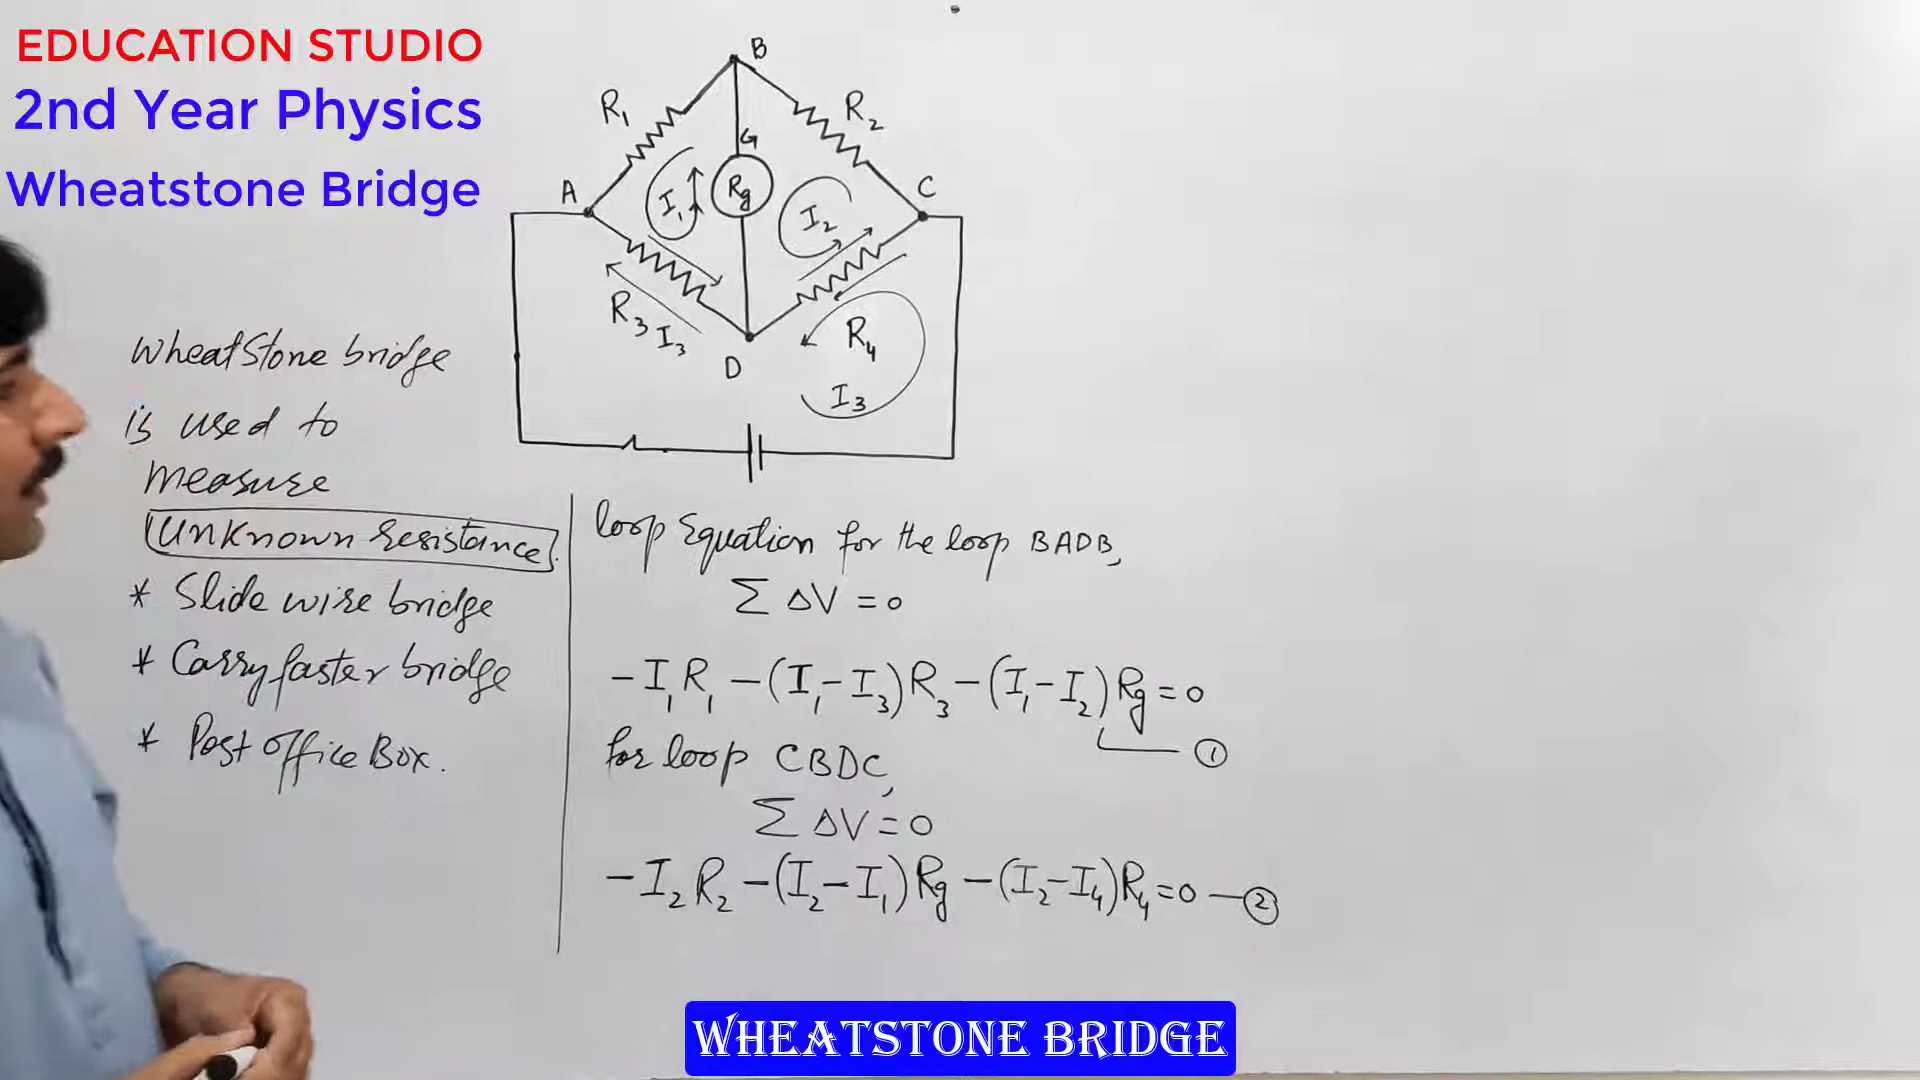 EDUCATION STUDIO
2nd Year Physics
Wheatstone Bridge
B
R₁
R₂
G
A
I₁
Rg
I₂
C
R₃
I₃
R₄
D
I₃
WheatStone bridge
is used to
measure
Unknown resistance.
* Slide wire bridge
* Carry faster bridge
* Post office Box.
loop Equation for the loop BADB,
Σ ΔV = 0
-I₁R₁ - (I₁-I₃)R₃ - (I₁-I₂)Rg = 0
①
for loop CBDC,
Σ ΔV = 0
-I₂R₂ - (I₂-I₁)Rg - (I₂-I₄)R₄ = 0 — ②
WHEATSTONE BRIDGE